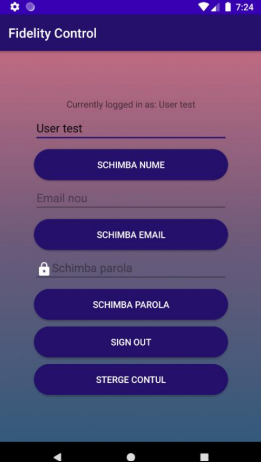 7:24
Fidelity Control
Currently logged in as: User test
User test
SCHIMBA NUME
Email nou
SCHIMBA EMAIL
Schimba parola
SCHIMBA PAROLA
SIGN OUT
STERGE CONTUL